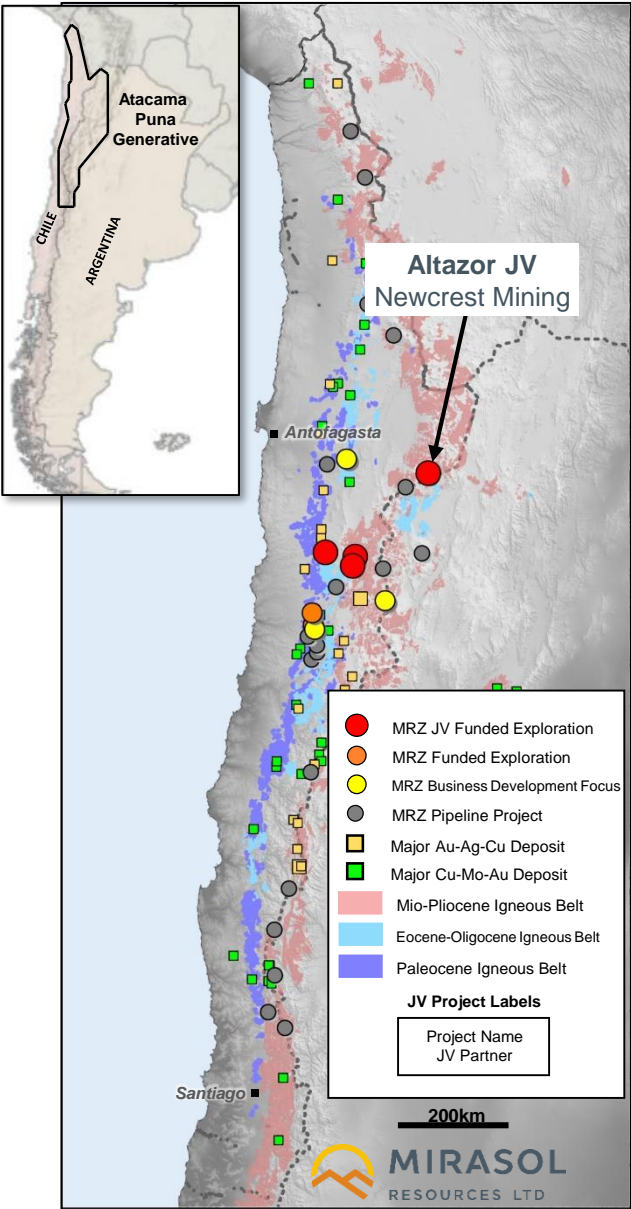 Atacama
Puna
Generative
CHILE
ARGENTINA
Altazor JV
Newcrest Mining
Antofagasta
MRZ JV Funded Exploration
MRZ Funded Exploration
MRZ Business Development Focus
MRZ Pipeline Project
Major Au-Ag-Cu Deposit
Major Cu-Mo-Au Deposit
Mio-Pliocene Igneous Belt
Eocene-Oligocene Igneous Belt
Paleocene Igneous Belt
JV Project Labels
Project Name
JV Partner
Santiago
200km
MIRASOL
RESOURCES LTD